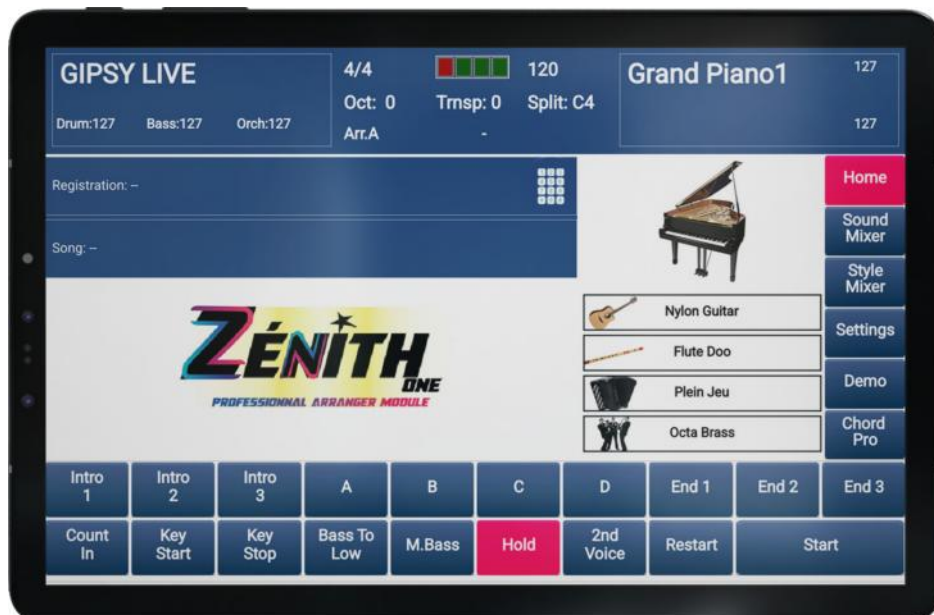 GIPSY LIVE
Drum:127 Bass:127 Orch:127
4/4 120
Oct: 0 Trnsp: 0 Split: C4
Arr.A -
Grand Piano1 127
127
Registration: --
Song: --
ZÉNITH
ONE
PROFESSIONNAL ARRANGER MODULE
Nylon Guitar
Flute Doo
Plein Jeu
Octa Brass
Home
Sound
Mixer
Style
Mixer
Settings
Demo
Chord
Pro
Intro
1
Intro
2
Intro
3
A
B
C
D
End 1
End 2
End 3
Count
In
Key
Start
Key
Stop
Bass To
Low
M.Bass
Hold
2nd
Voice
Restart
Start